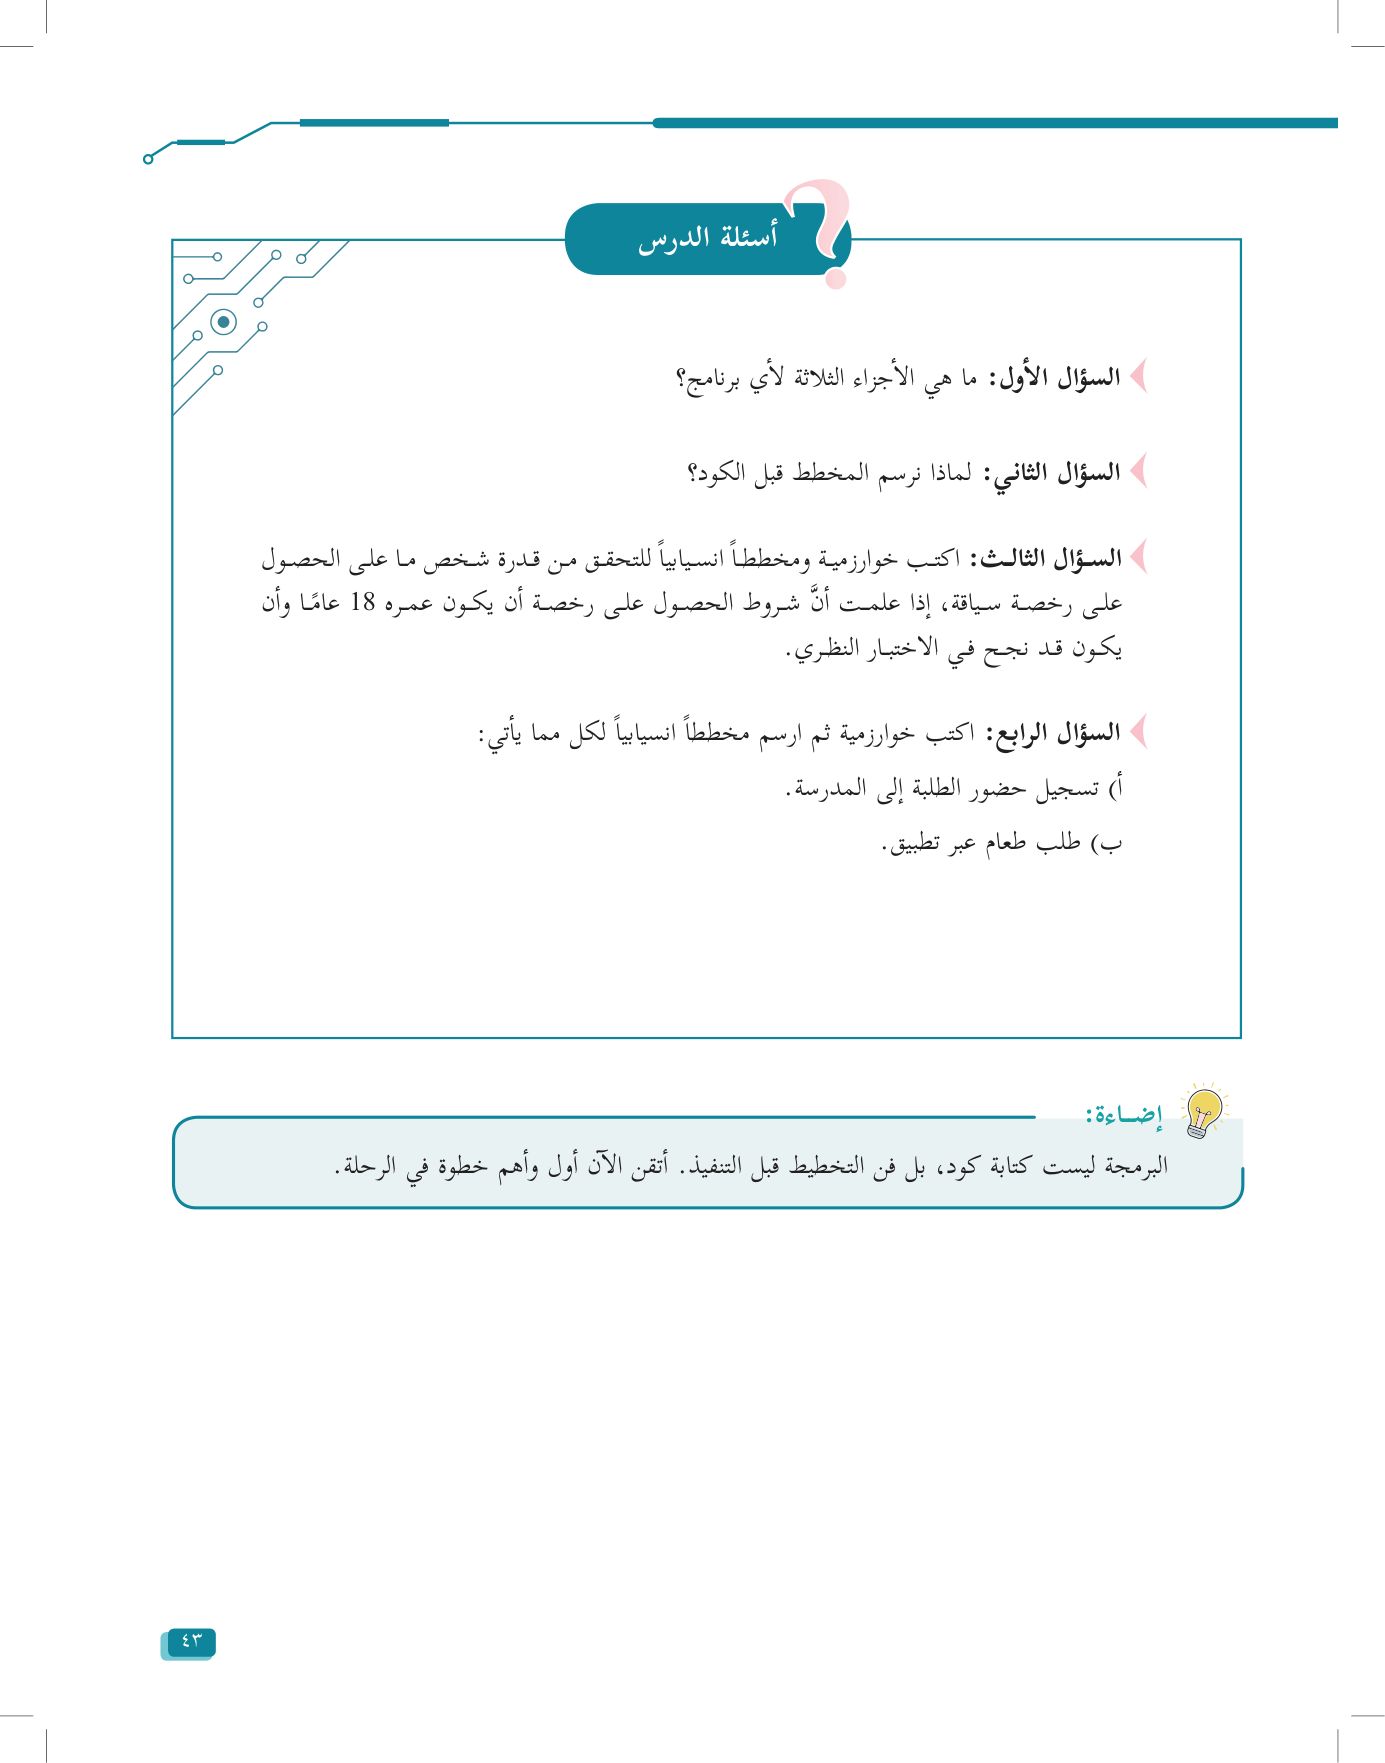 أسئلة الدرس
السؤال الأول: ما هي الأجزاء الثلاثة لأي برنامج؟
السؤال الثاني: لماذا نرسم المخطط قبل الكود؟
السؤال الثالث: اكتب خوارزمية ومخططاً انسيابياً للتحقق من قدرة شخص ما على الحصول
على رخصة سياقة، إذا علمت أنَّ شروط الحصول على رخصة أن يكون عمره 18 عامًا وأن
يكون قد نجح في الاختبار النظري.
السؤال الرابع: اكتب خوارزمية ثم ارسم مخططاً انسيابياً لكل مما يأتي:
أ) تسجيل حضور الطلبة إلى المدرسة.
ب) طلب طعام عبر تطبيق.
إضاءة:
البرمجة ليست كتابة كود، بل فن التخطيط قبل التنفيذ. أتقن الآن أول وأهم خطوة في الرحلة.
٤٣